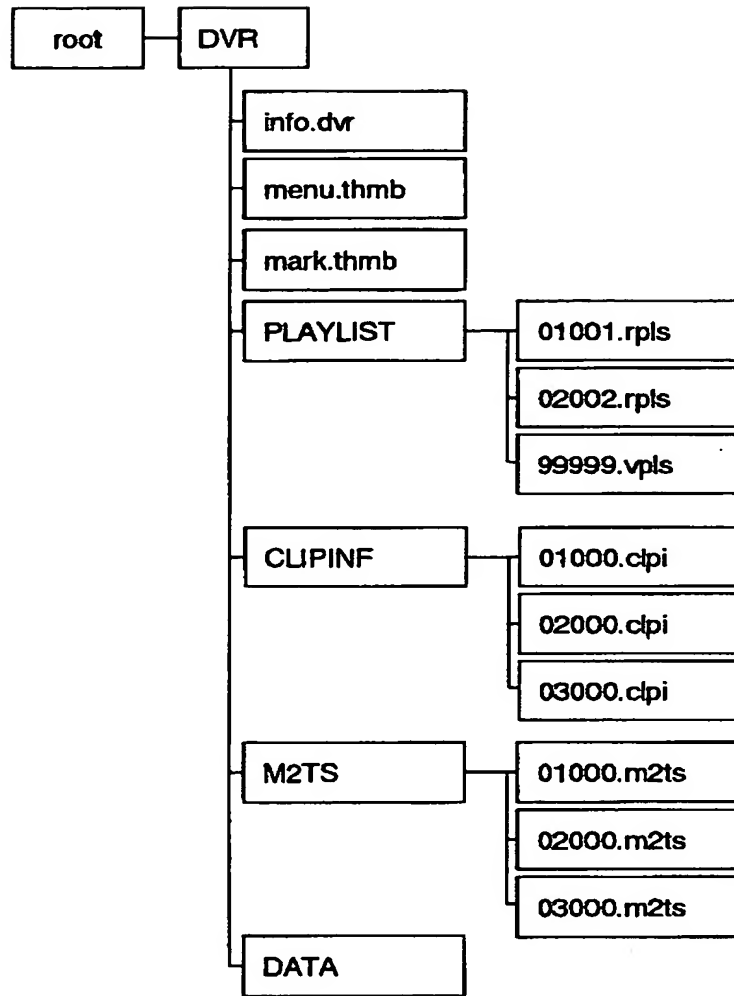 root
DVR
info.dvr
menu.thmb
mark.thmb
PLAYLIST
01001.rpls
02002.rpls
99999.vpls
CLIPINF
01000.clpi
02000.clpi
03000.clpi
M2TS
01000.m2ts
02000.m2ts
03000.m2ts
DATA